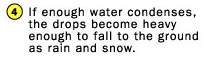 4 If enough water condenses,
the drops become heavy
enough to fall to the ground
as rain and snow.